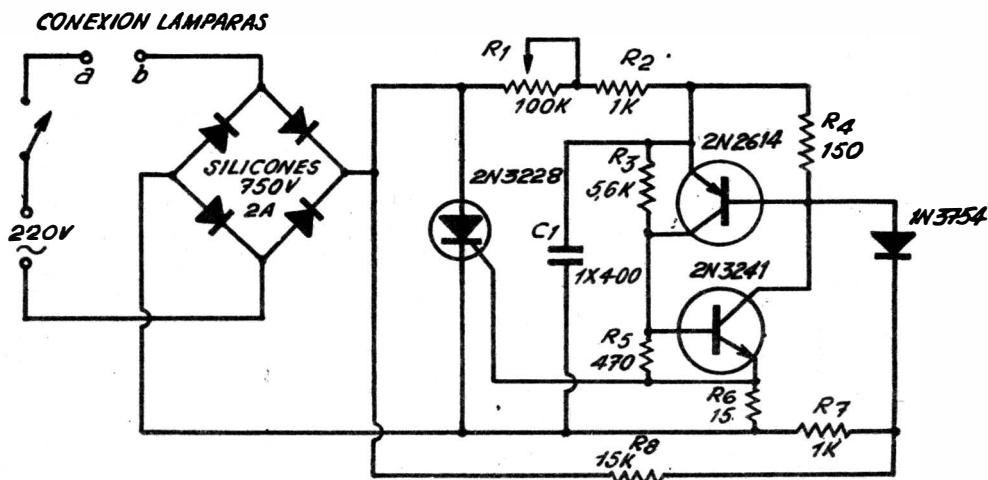 CONEXION LAMPARAS
a b
R1
100K
R2
1K
R4
150
2N2614
R3
5,6K
SILICONES
750V
2A
2N3228
1N3754
220V
C1
1X400
2N3241
R5
470
R6
15
R7
1K
R8
15K